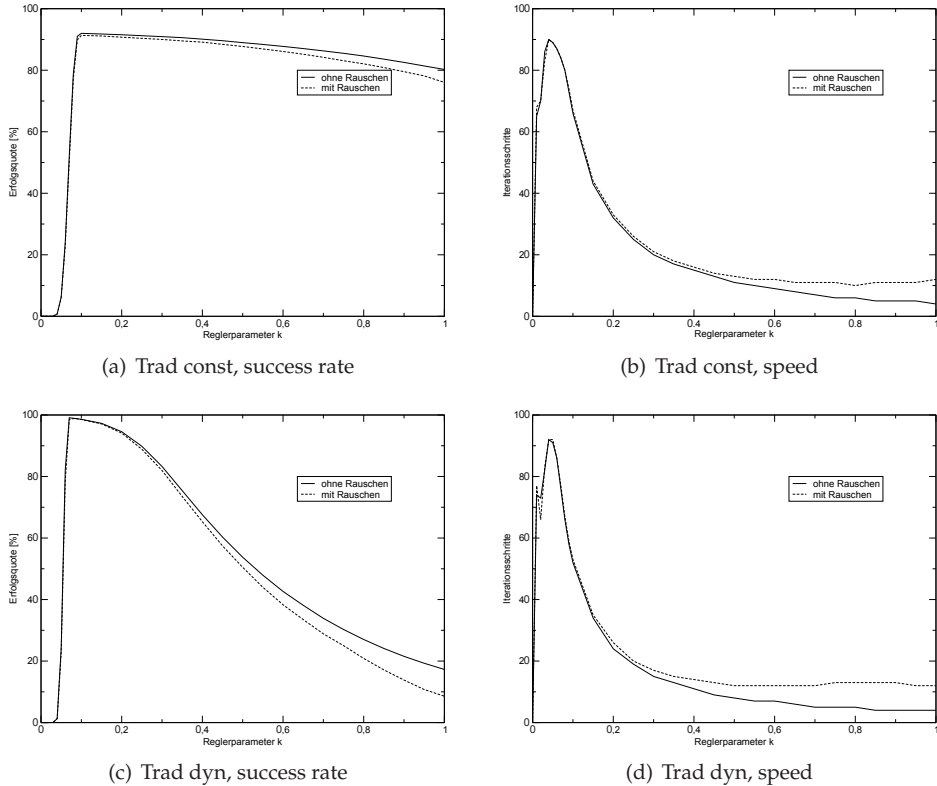 100
80
60
40
20
0
Erfolgsquote [%]
0
0,2
0,4
0,6
0,8
1
Reglerparameter k
ohne Rauschen
mit Rauschen
(a) Trad const, success rate
100
80
60
40
20
0
Iterationsschritte
0
0,2
0,4
0,6
0,8
1
Reglerparameter k
ohne Rauschen
mit Rauschen
(b) Trad const, speed
100
80
60
40
20
0
Erfolgsquote [%]
0
0,2
0,4
0,6
0,8
1
Reglerparameter k
ohne Rauschen
mit Rauschen
(c) Trad dyn, success rate
100
80
60
40
20
0
Iterationsschritte
0
0,2
0,4
0,6
0,8
1
Reglerparameter k
ohne Rauschen
mit Rauschen
(d) Trad dyn, speed